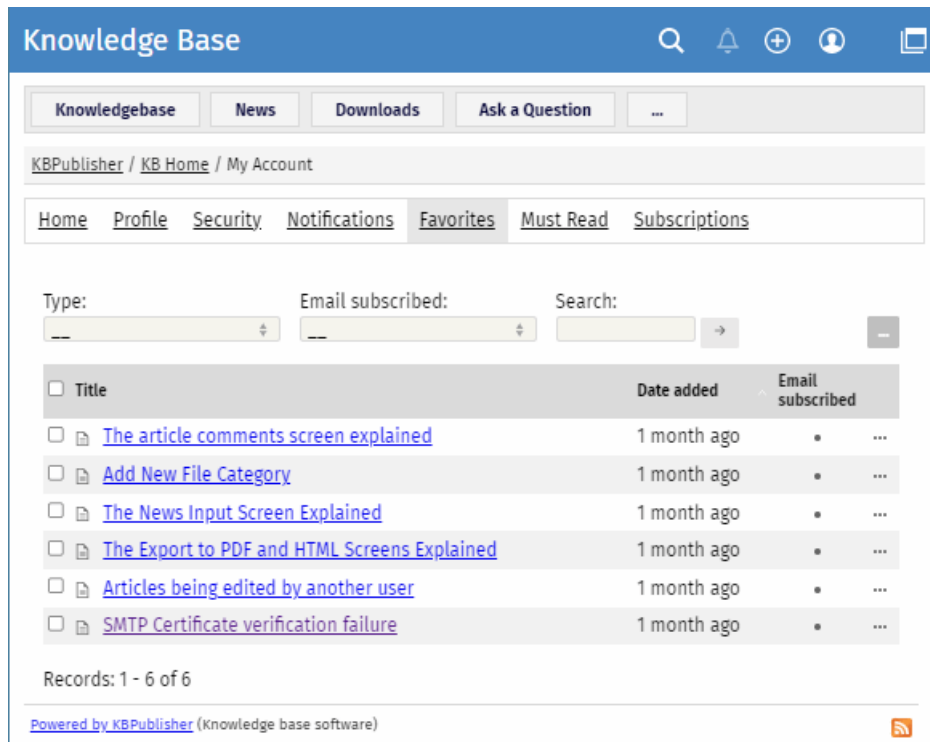 Knowledge Base
Knowledgebase News Downloads Ask a Question ...
KBPublisher / KB Home / My Account
Home Profile Security Notifications Favorites Must Read Subscriptions
Type: Email subscribed: Search:
__ __ → ...
Title Date added Email subscribed
The article comments screen explained 1 month ago • ...
Add New File Category 1 month ago • ...
The News Input Screen Explained 1 month ago • ...
The Export to PDF and HTML Screens Explained 1 month ago • ...
Articles being edited by another user 1 month ago • ...
SMTP Certificate verification failure 1 month ago • ...
Records: 1 - 6 of 6
Powered by KBPublisher (Knowledge base software)